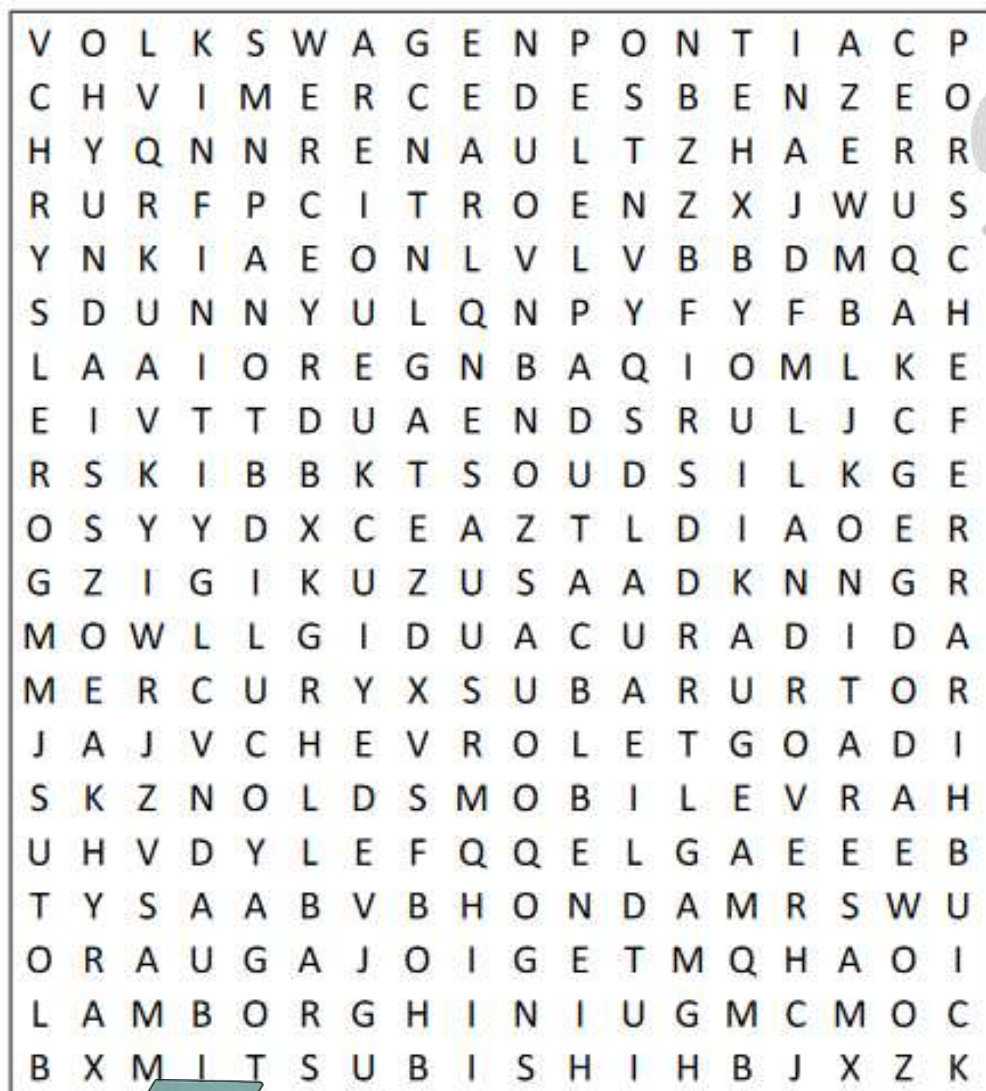 V O L K S W A G E N P O N T I A C P
C H V I M E R C E D E S B E N Z E O
H Y Q N N R E N A U L T Z H A E R R
R U R F P C I T R O E N Z X J W U S
Y N K I A E O N L V L V B B D M Q C
S D U N N Y U L Q N P Y F Y F B A H
L A A I O R E G N B A Q I O M L K E
E I V T T D U A E N D S R U L J C F
R S K I B B K T S O U D S I L K G E
O S Y Y D X C E A Z T L D I A O E R
G Z I G I K U Z U S A A D K N N G R
M O W L L G I D U A C U R A D I D A
M E R C U R Y X S U B A R U R T O R
J A J V C H E V R O L E T G O A D I
S K Z N O L D S M O B I L E V R A H
U H V D Y L E F Q Q E L G A E E E B
T Y S A A B V B H O N D A M R S W U
O R A U G A J O I G E T M Q H A O I
L A M B O R G H I N I U G M C M O C
B X M I T S U B I S H I H B J X Z K